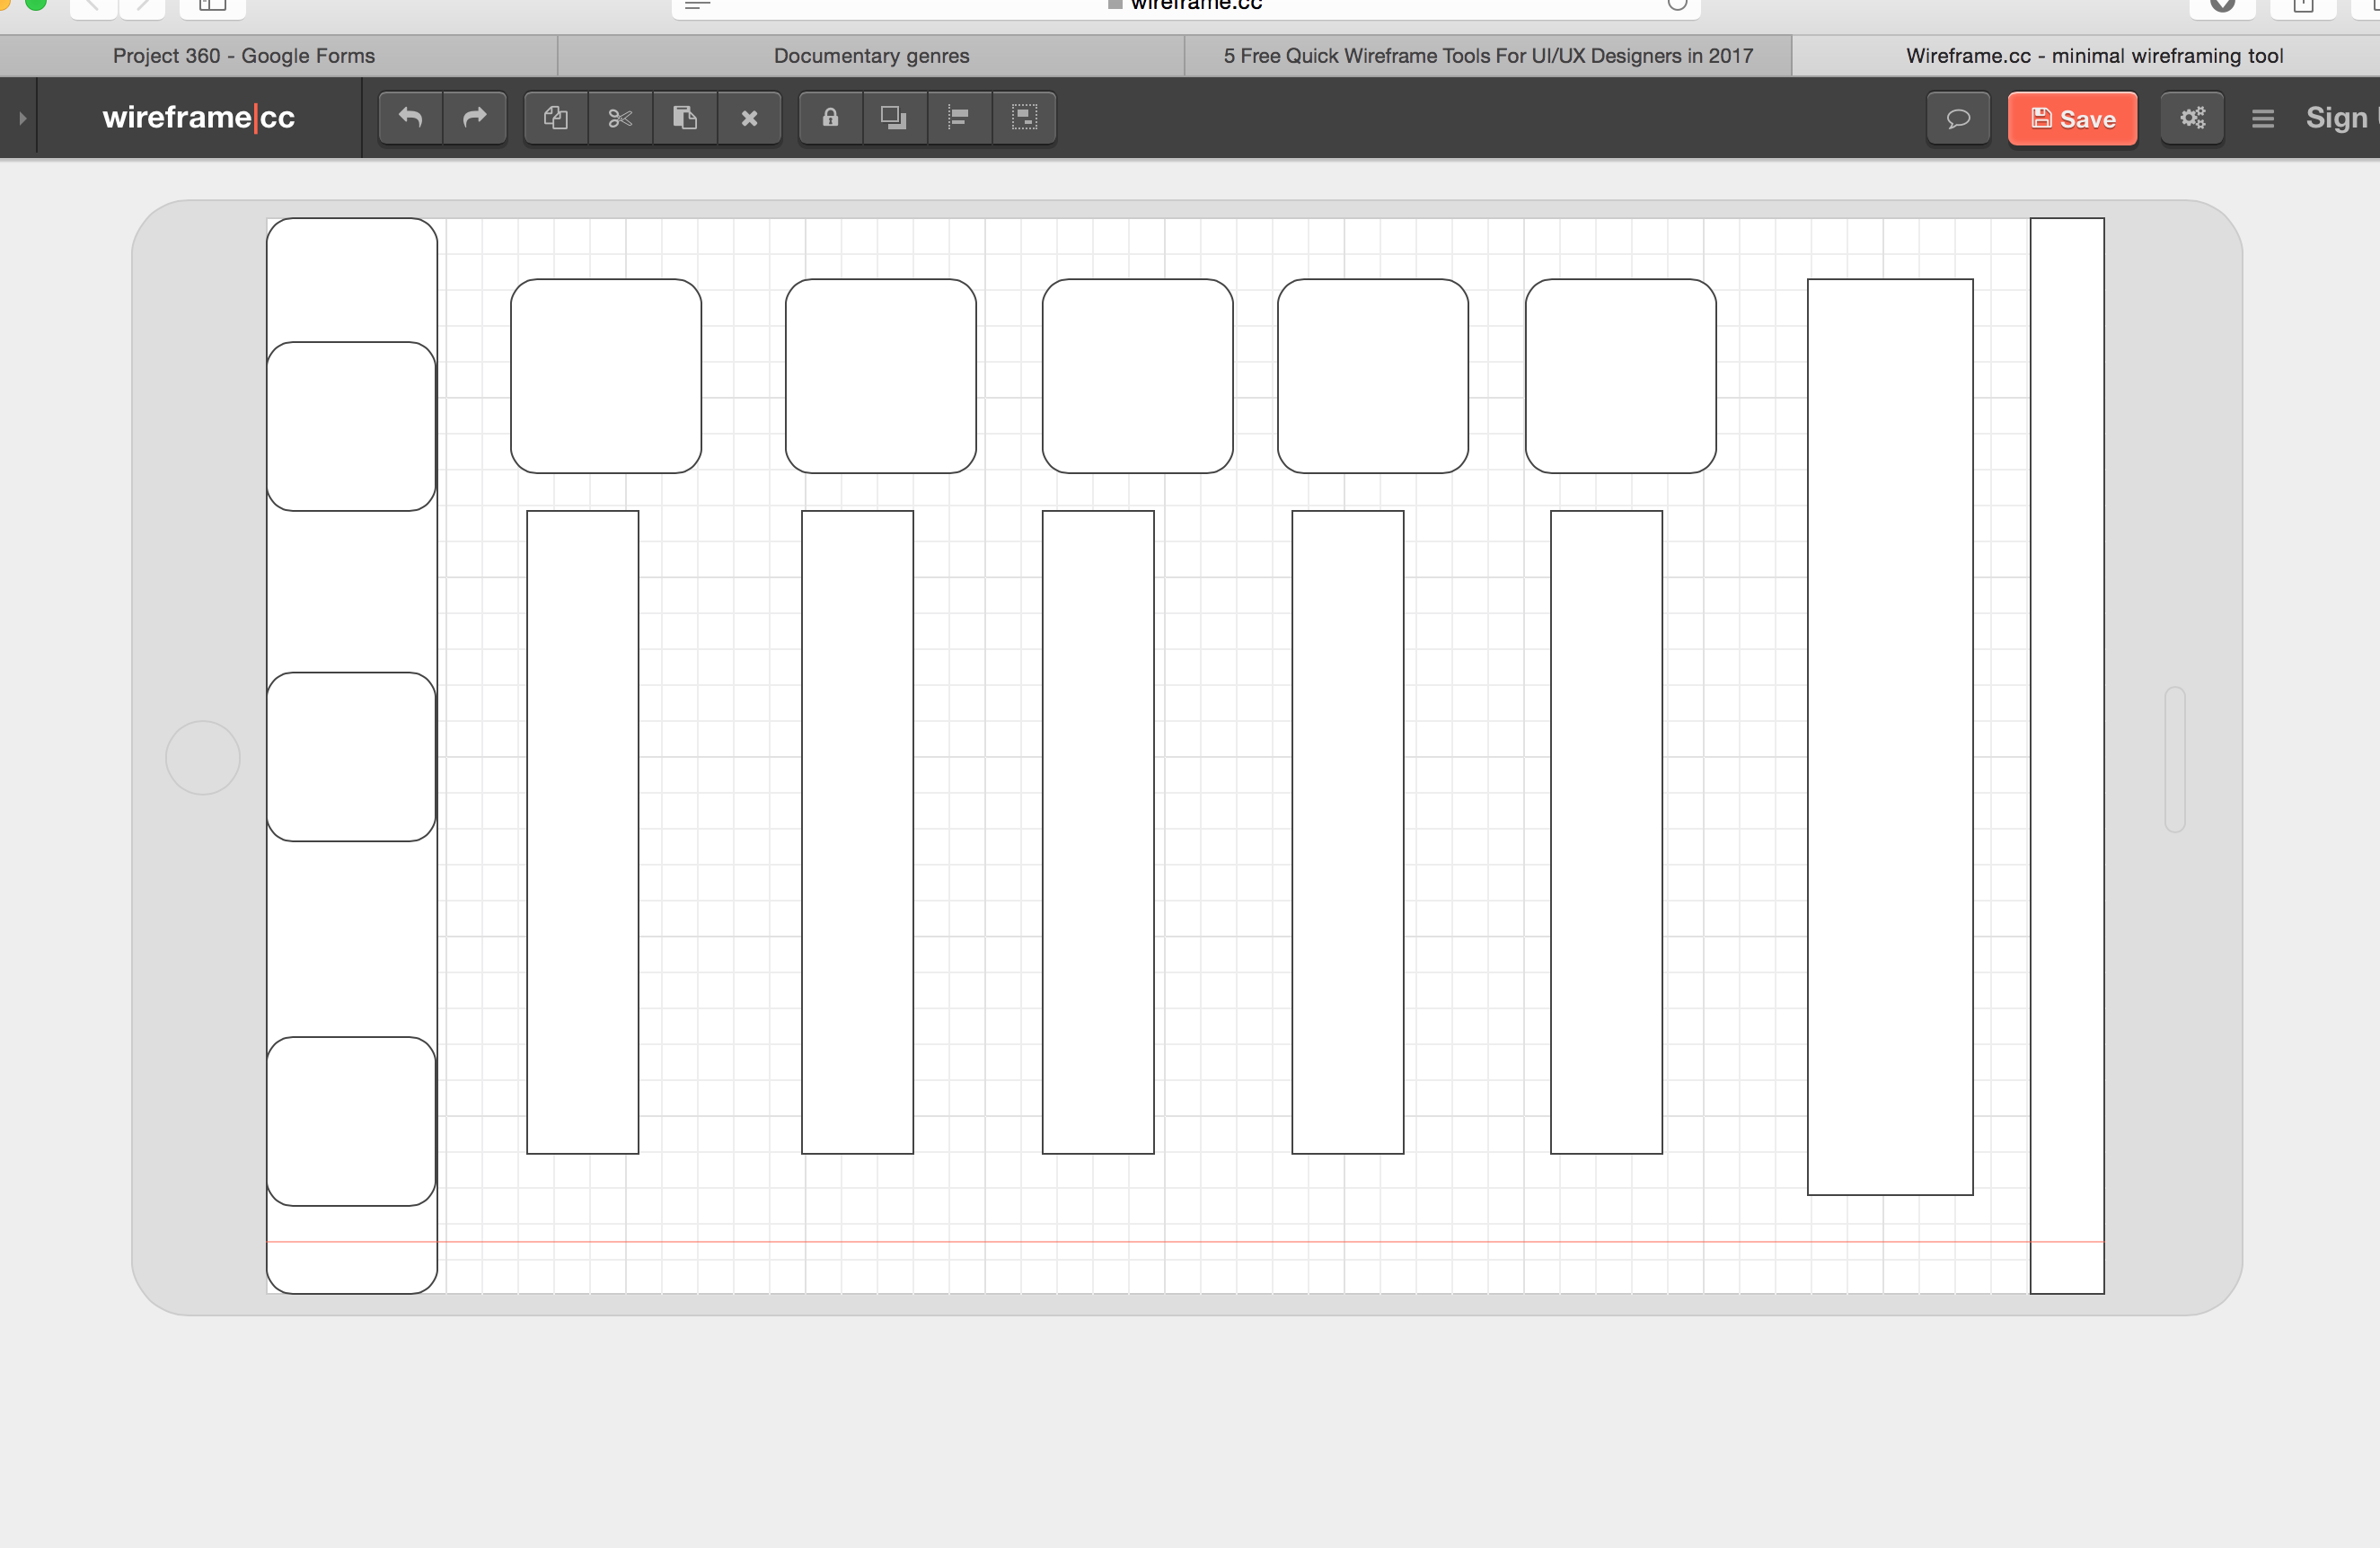 wireframe.cc
Project 360 - Google Forms
Documentary genres
5 Free Quick Wireframe Tools For UI/UX Designers in 2017
Wireframe.cc - minimal wireframing tool
wireframe|cc
Save
Sign